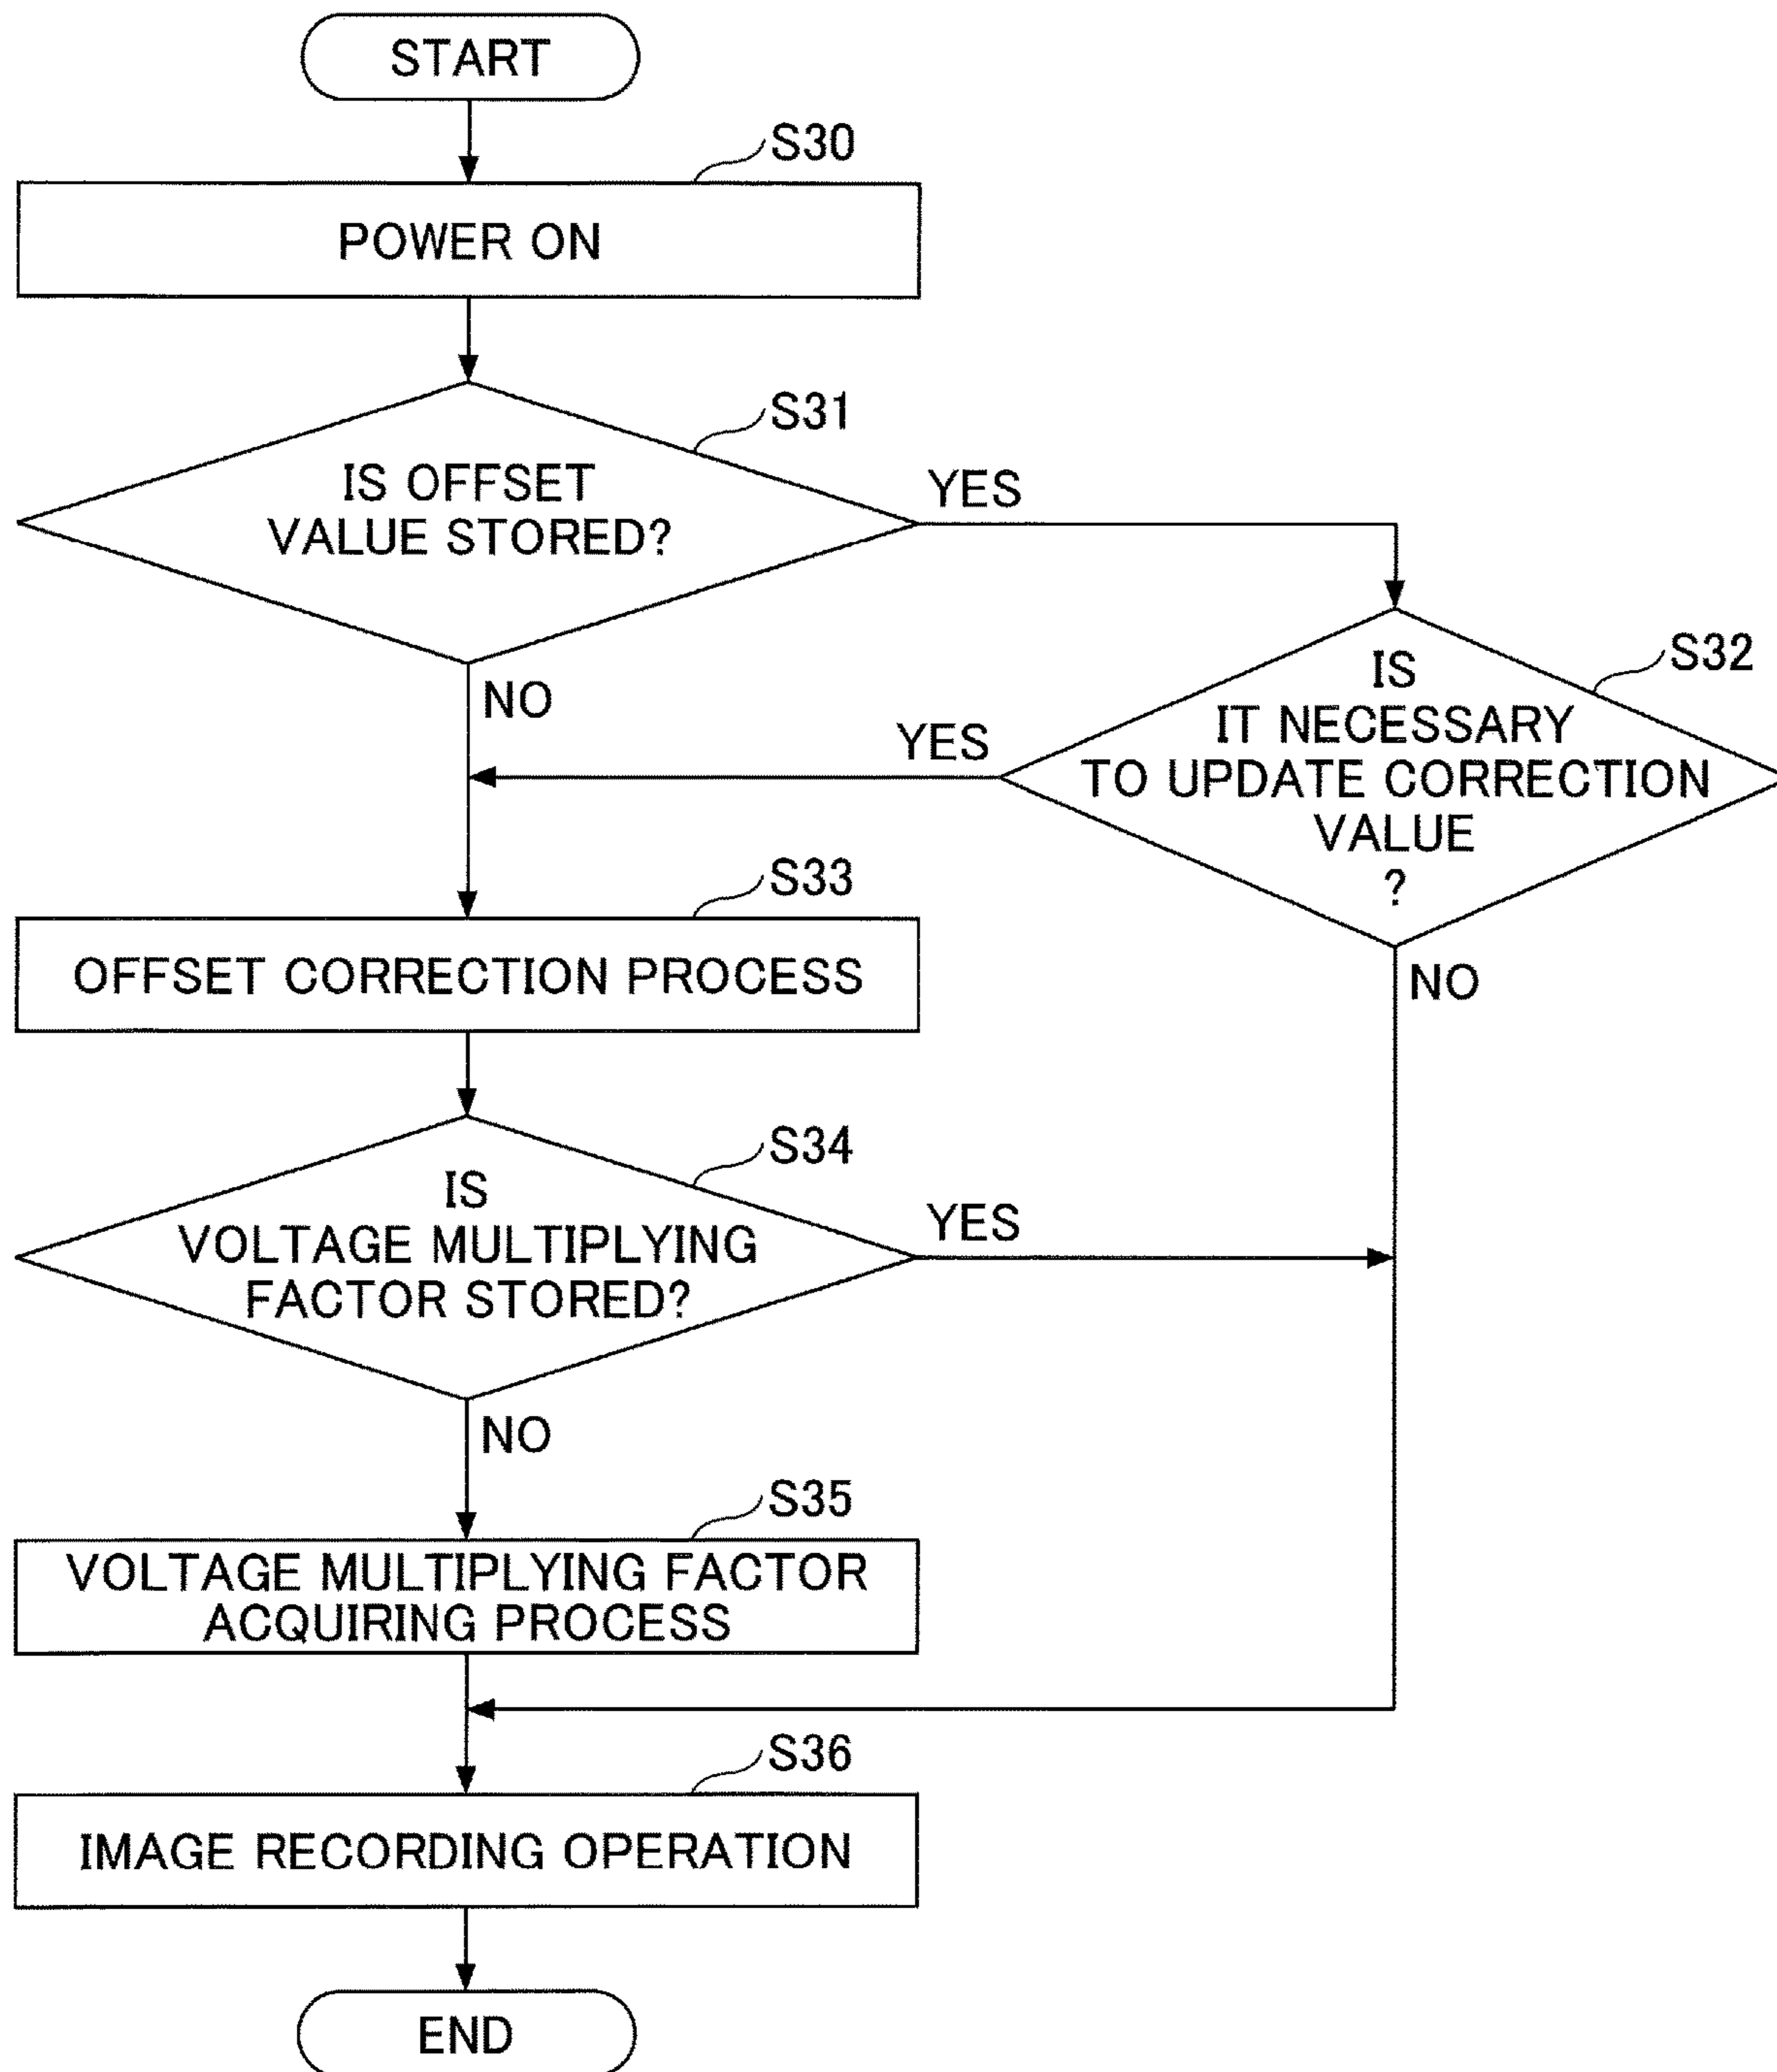 START
S30
POWER ON
S31
IS OFFSET
VALUE STORED?
YES
NO
S32
IS
IT NECESSARY
TO UPDATE CORRECTION
VALUE
?
YES
NO
S33
OFFSET CORRECTION PROCESS
S34
IS
VOLTAGE MULTIPLYING
FACTOR STORED?
YES
NO
S35
VOLTAGE MULTIPLYING FACTOR
ACQUIRING PROCESS
S36
IMAGE RECORDING OPERATION
END